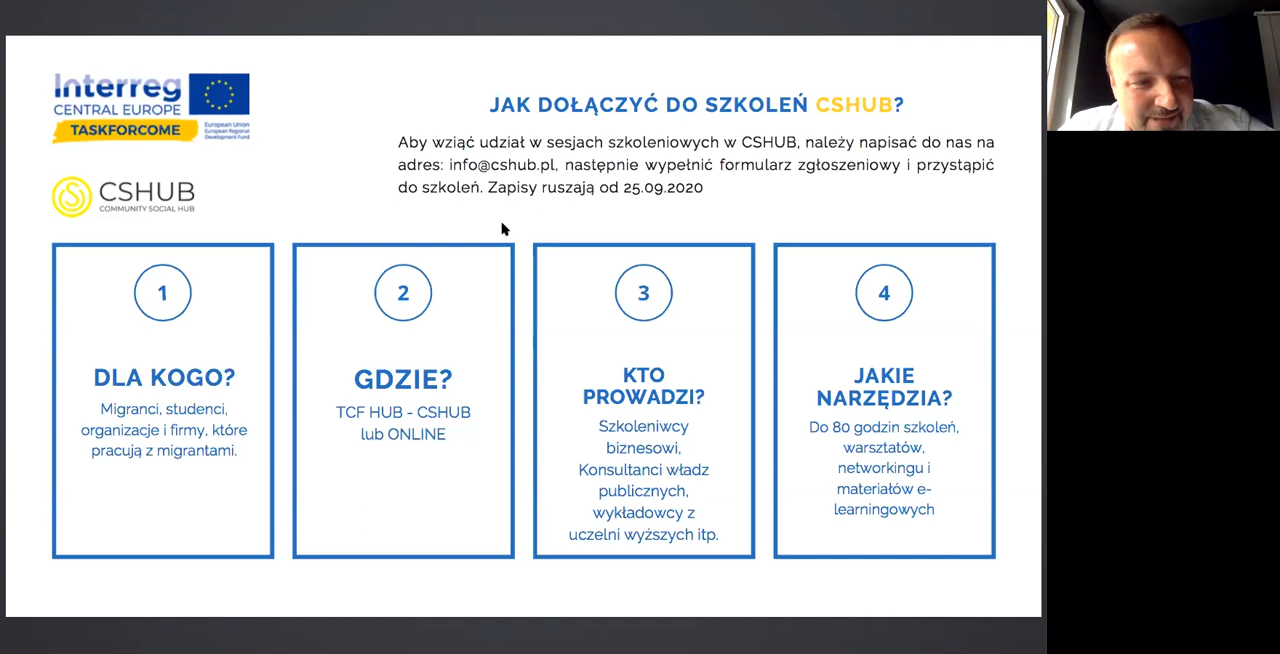 Interreg
CENTRAL EUROPE
TASKFORCOME
European Union
European Regional
Development Fund
CSHUB
COMMUNITY SOCIAL HUB
JAK DOŁĄCZYĆ DO SZKOLEŃ CSHUB?
Aby wziąć udział w sesjach szkoleniowych w CSHUB, należy napisać do nas na
adres: info@cshub.pl, następnie wypełnić formularz zgłoszeniowy i przystąpić
do szkoleń. Zapisy ruszają od 25.09.2020
1
DLA KOGO?
Migranci, studenci,
organizacje i firmy, które
pracują z migrantami.
2
GDZIE?
TCF HUB - CSHUB
lub ONLINE
3
KTO
PROWADZI?
Szkoleniwcy
biznesowi,
Konsultanci władz
publicznych,
wykładowcy z
uczelni wyższych itp.
4
JAKIE
NARZĘDZIA?
Do 80 godzin szkoleń,
warsztatów,
networkingu i
materiałów e-
learningowych